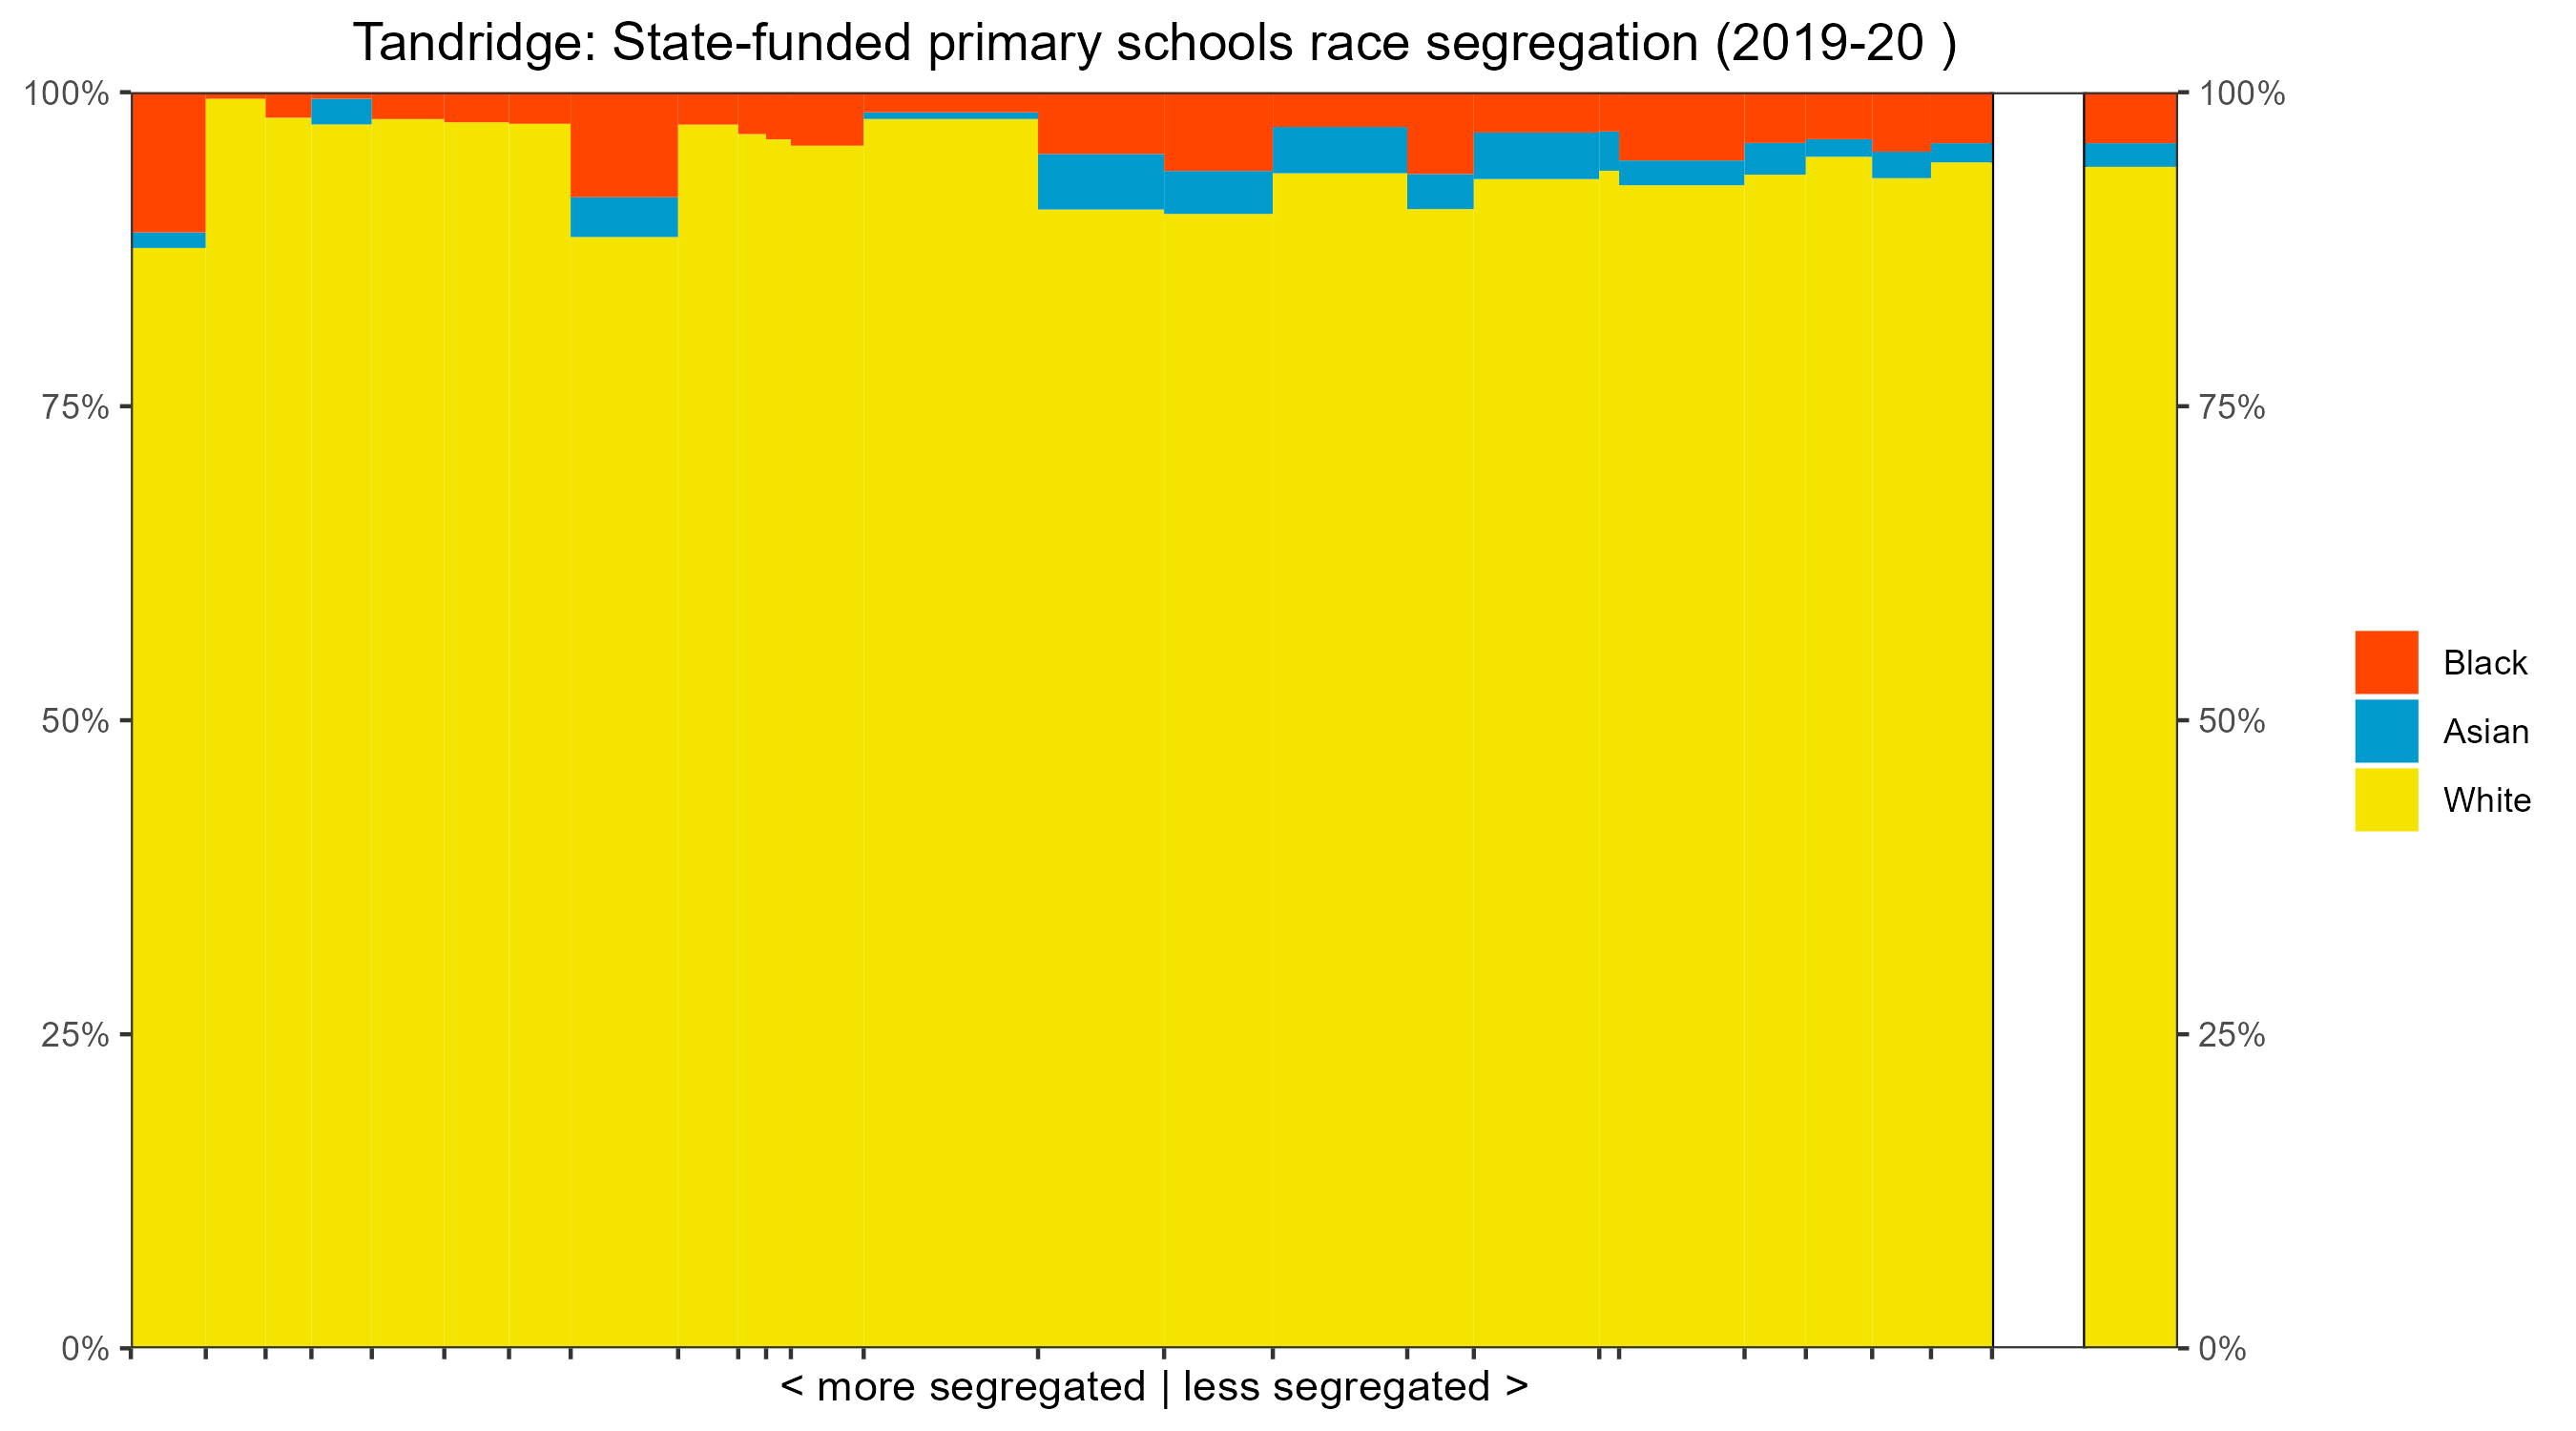 Tandridge: State-funded primary schools race segregation (2019-20 )
100%
75%
50%
25%
0%
100%
75%
50%
25%
0%
Black
Asian
White
< more segregated | less segregated >